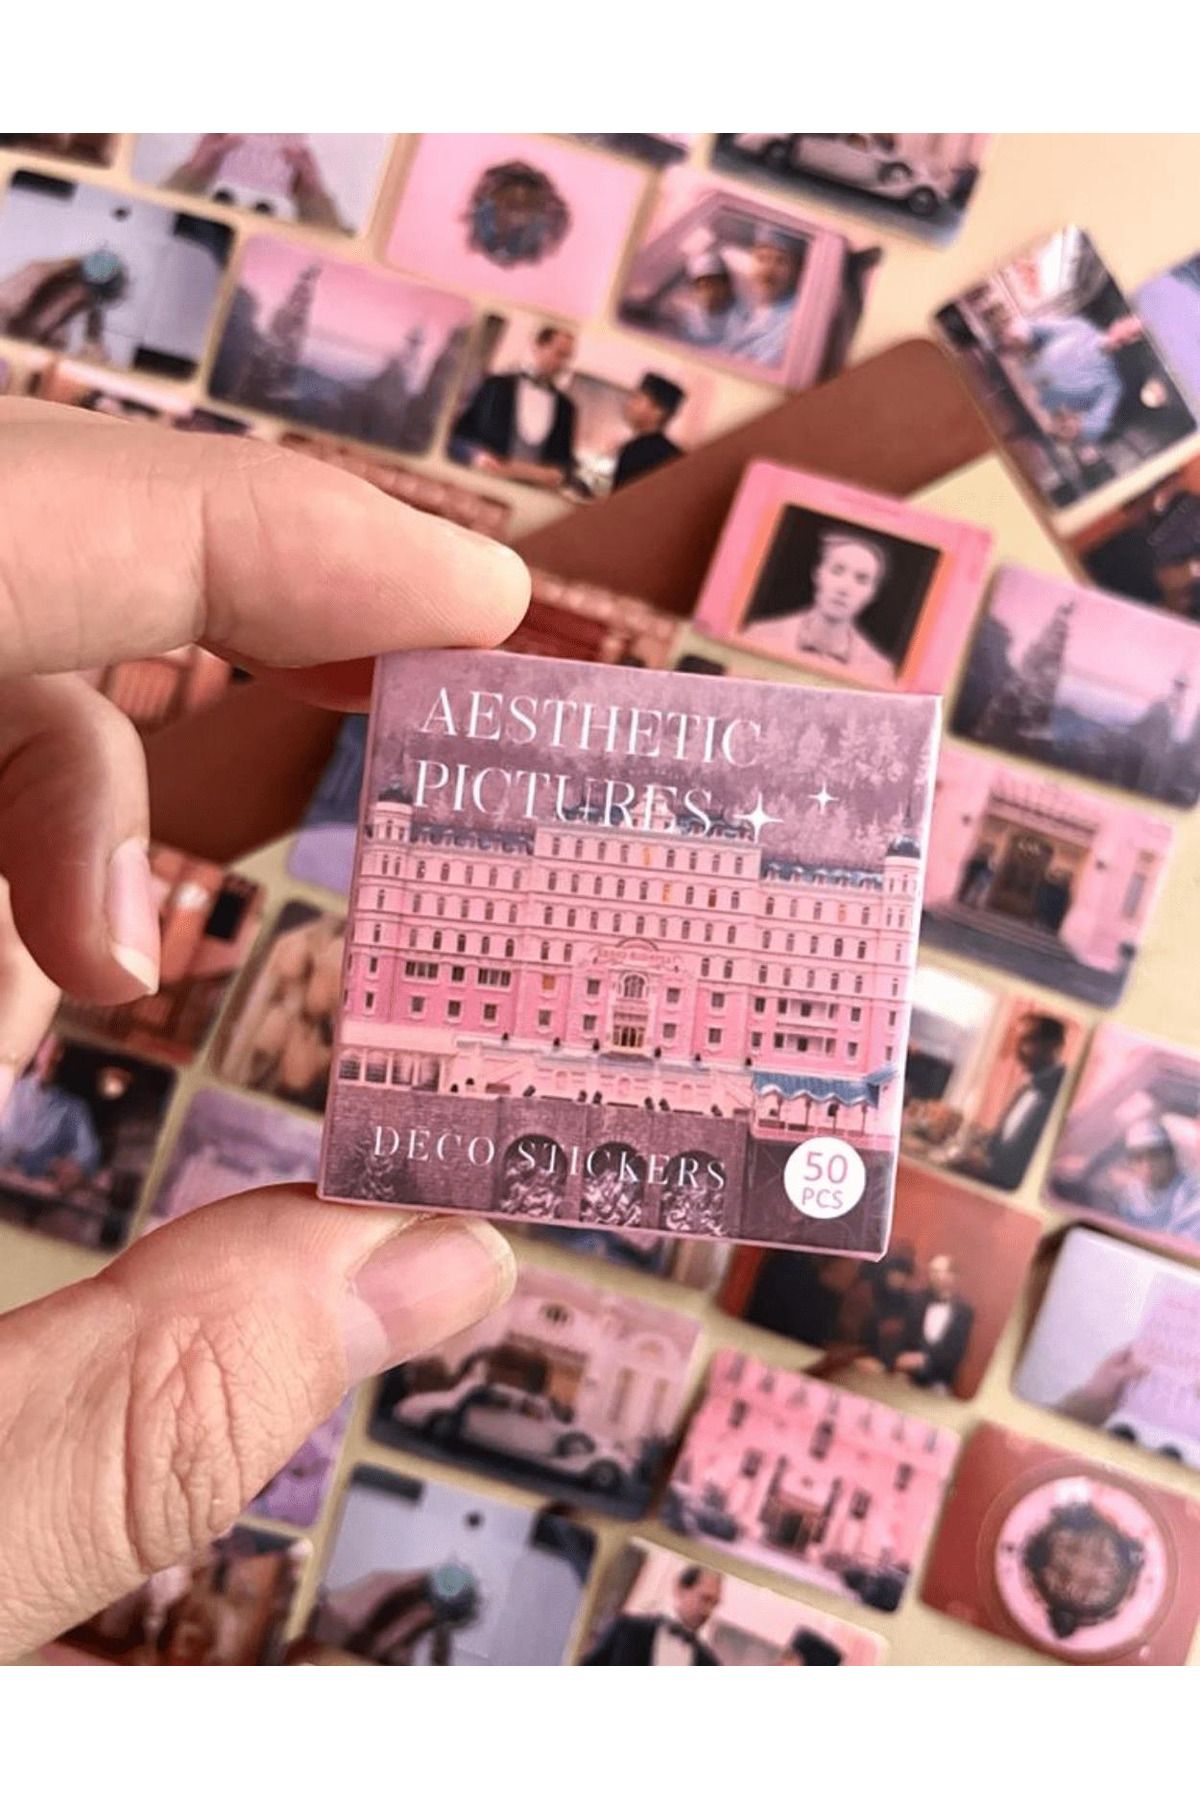 AESTHETIC
PICTURES
DECO STICKERS
50
PCS